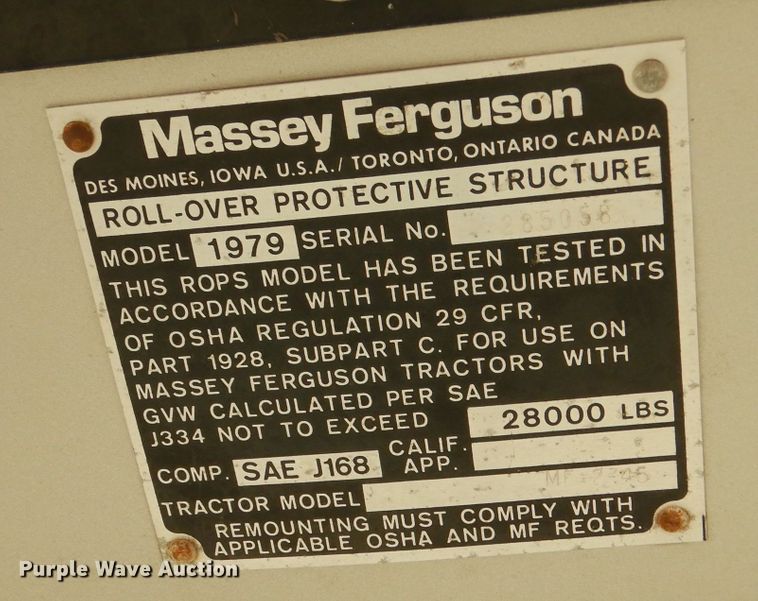 Massey Ferguson
DES MOINES, IOWA U.S.A./ TORONTO, ONTARIO CANADA
ROLL-OVER PROTECTIVE STRUCTURE
MODEL 1979 SERIAL No.
THIS ROPS MODEL HAS BEEN TESTED IN
ACCORDANCE WITH THE REQUIREMENTS
OF OSHA REGULATION 29 CFR,
PART 1928, SUBPART C. FOR USE ON
MASSEY FERGUSON TRACTORS WITH
GVW CALCULATED PER SAE
J334 NOT TO EXCEED 28000 LBS
COMP. SAE J168 CALIF. APP.
TRACTOR MODEL
REMOUNTING MUST COMPLY WITH
APPLICABLE OSHA AND MF REQTS.
Purple Wave Auction